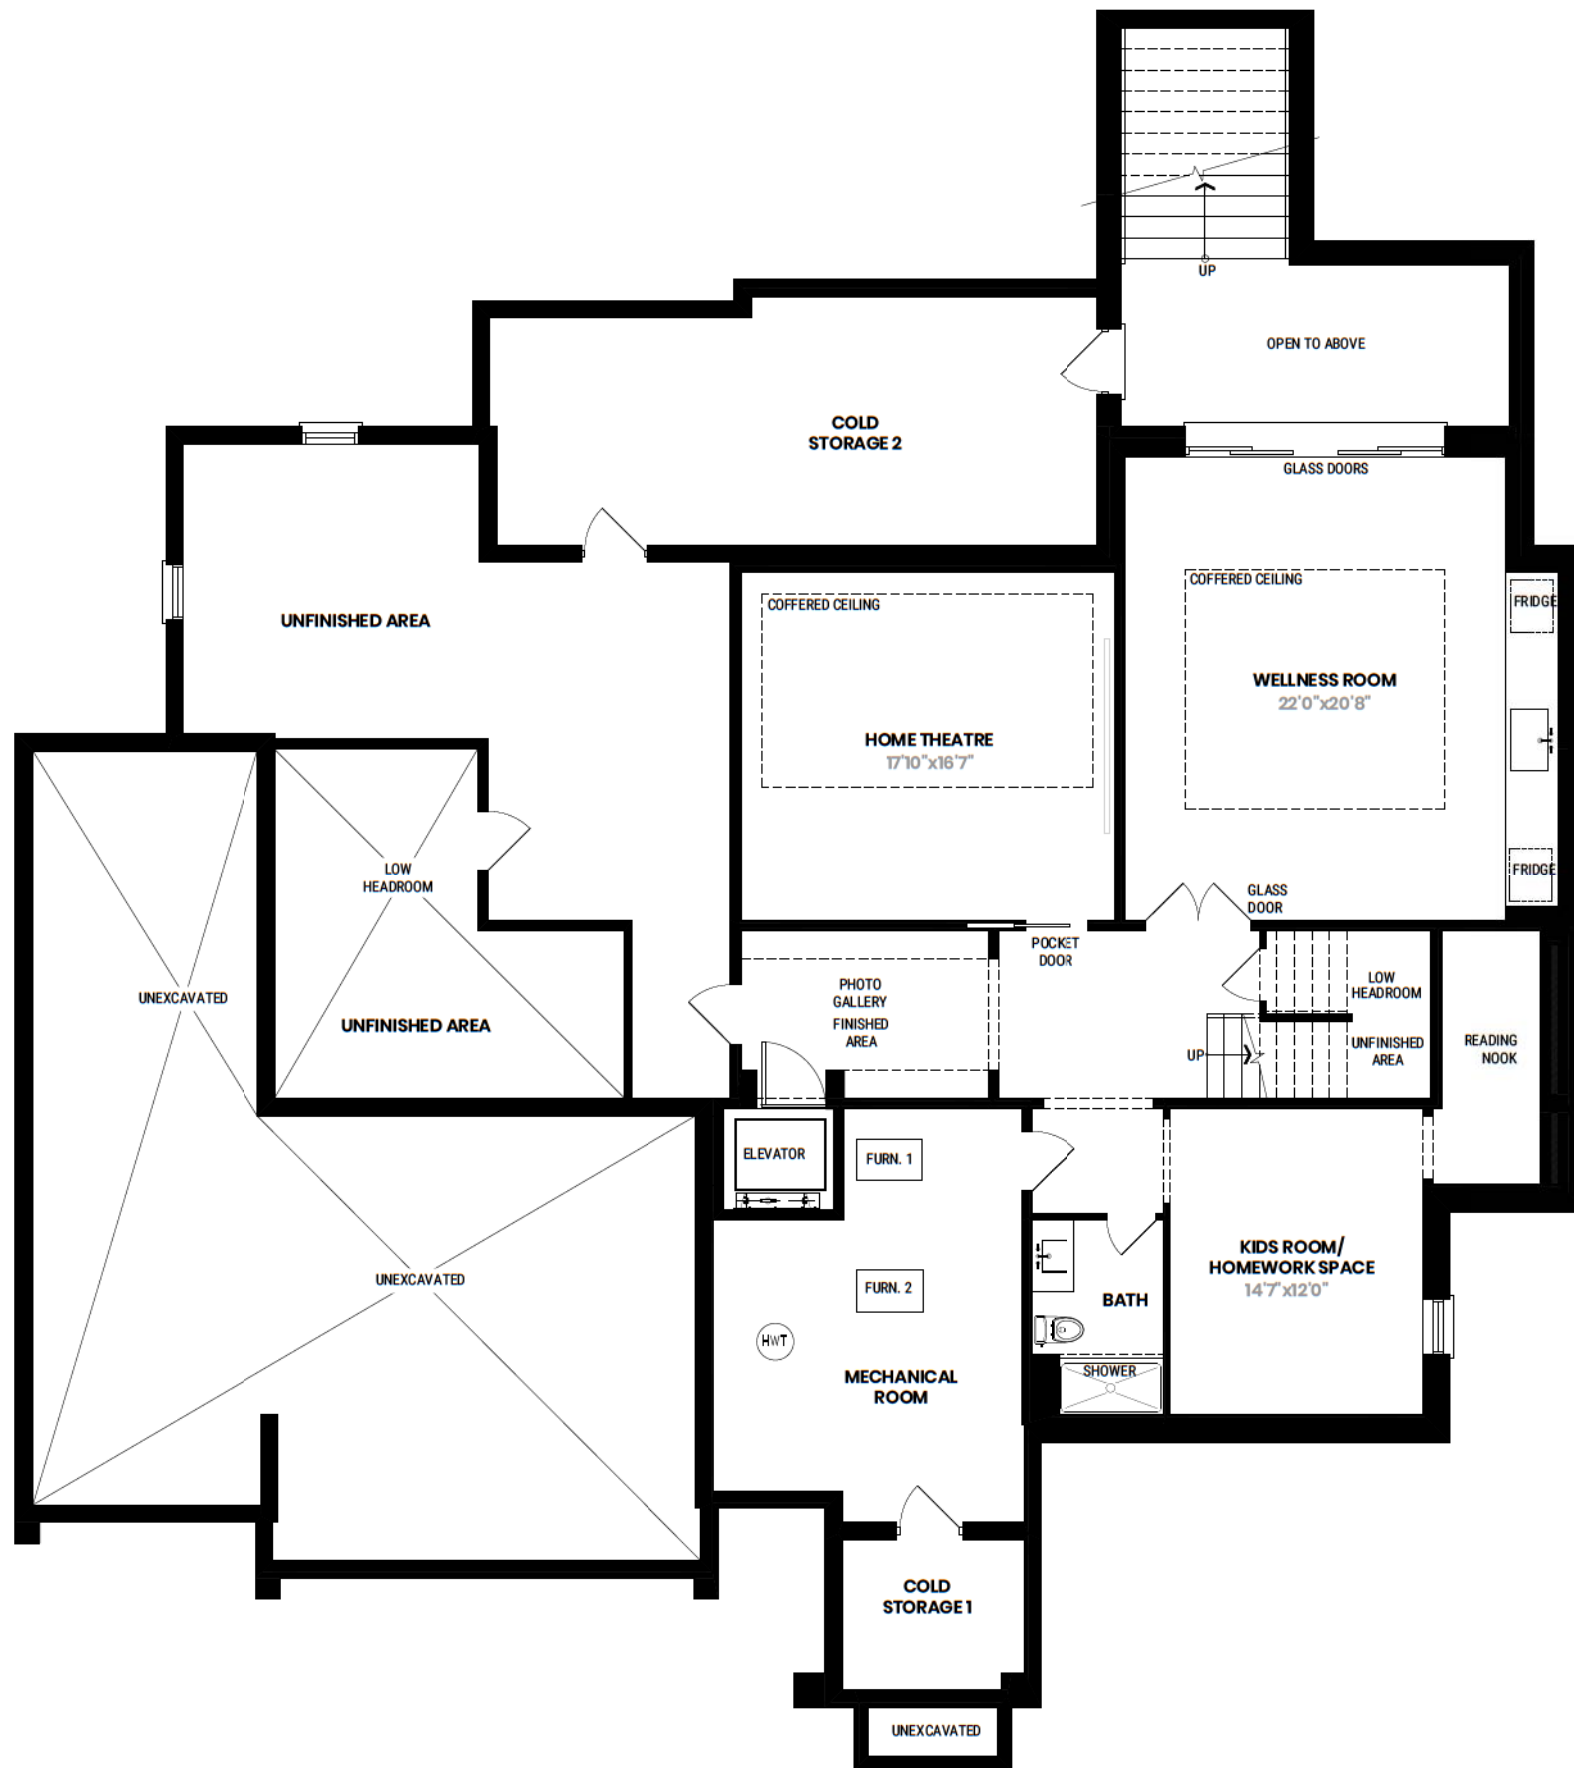 UP
OPEN TO ABOVE
COLD
STORAGE 2
GLASS DOORS
COFFERED CEILING
FRIDGE
COFFERED CEILING
UNFINISHED AREA
WELLNESS ROOM
22'0"x20'8"
HOME THEATRE
17'10"x16'7"
LOW
HEADROOM
FRIDGE
GLASS
DOOR
POCKET
DOOR
PHOTO
GALLERY
FINISHED
AREA
LOW
HEADROOM
UNEXCAVATED
UNFINISHED AREA
UP
UNFINISHED
AREA
READING
NOOK
ELEVATOR
FURN. 1
KIDS ROOM/
HOMEWORK SPACE
14'7"x12'0"
UNEXCAVATED
FURN. 2
BATH
HWT
SHOWER
MECHANICAL
ROOM
COLD
STORAGE 1
UNEXCAVATED